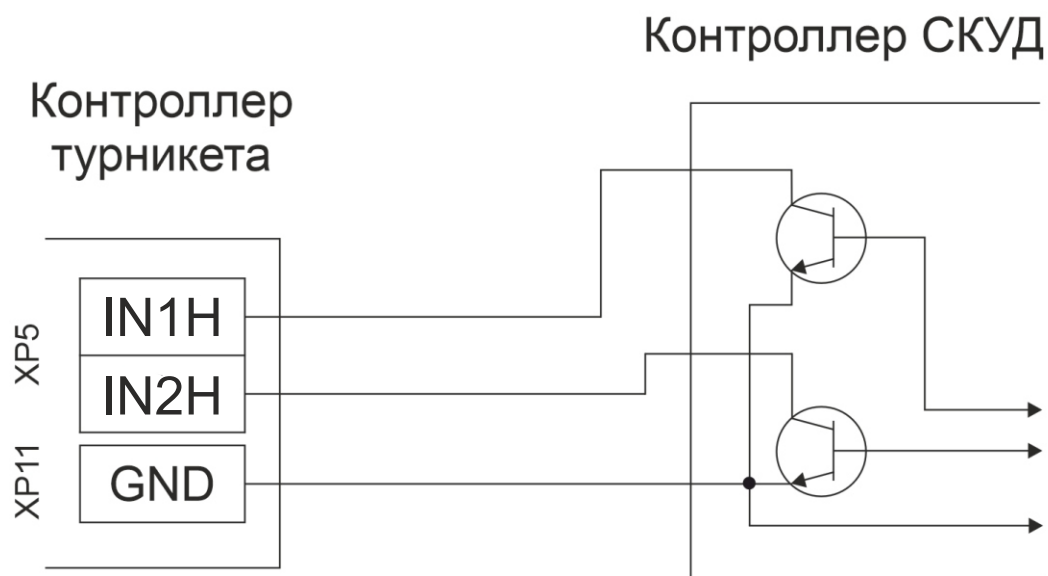 Контроллер СКУД
Контроллер
турникета
XP5
IN1H
IN2H
XP11
GND